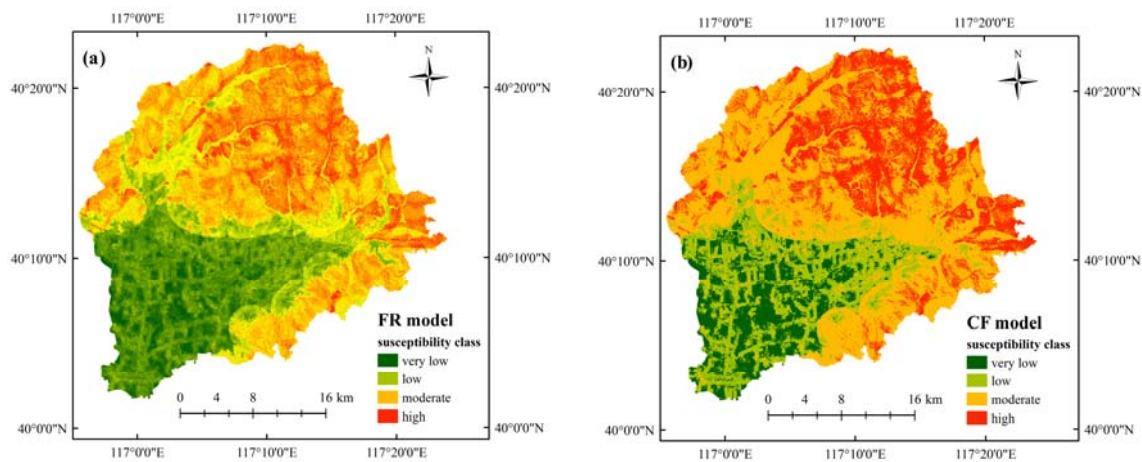 117°0'0"E 117°10'0"E 117°20'0"E
(a)
N
40°20'0"N
40°20'0"N
40°10'0"N
40°10'0"N
FR model
susceptibility class
very low
low
moderate
high
0 4 8 16 km
40°0'0"N
40°0'0"N
117°0'0"E 117°10'0"E 117°20'0"E
117°0'0"E 117°10'0"E 117°20'0"E
(b)
N
40°20'0"N
40°20'0"N
40°10'0"N
40°10'0"N
CF model
susceptibility class
very low
low
moderate
high
0 4 8 16 km
40°0'0"N
40°0'0"N
117°0'0"E 117°10'0"E 117°20'0"E